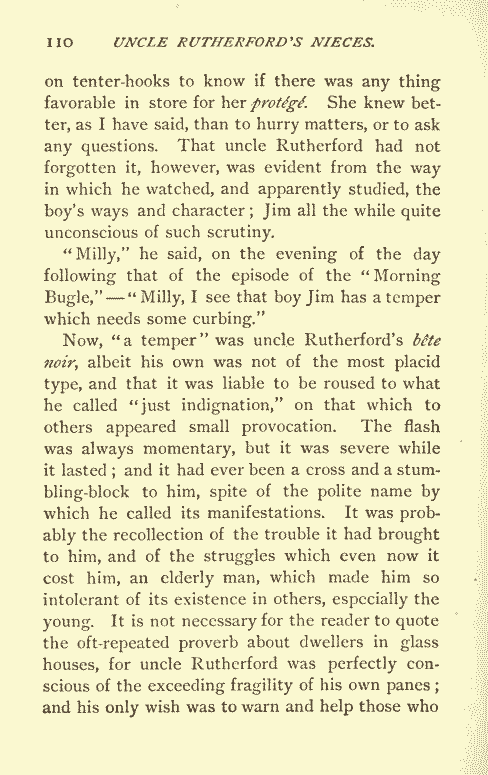 110 UNCLE RUTHERFORD'S NIECES.
on tenter-hooks to know if there was any thing
favorable in store for her protégé. She knew bet-
ter, as I have said, than to hurry matters, or to ask
any questions. That uncle Rutherford had not
forgotten it, however, was evident from the way
in which he watched, and apparently studied, the
boy's ways and character; Jim all the while quite
unconscious of such scrutiny.
"Milly," he said, on the evening of the day
following that of the episode of the "Morning
Bugle,"—"Milly, I see that boy Jim has a temper
which needs some curbing."
Now, "a temper" was uncle Rutherford's bête
noir, albeit his own was not of the most placid
type, and that it was liable to be roused to what
he called "just indignation," on that which to
others appeared small provocation. The flash
was always momentary, but it was severe while
it lasted; and it had ever been a cross and a stum-
bling-block to him, spite of the polite name by
which he called its manifestations. It was prob-
ably the recollection of the trouble it had brought
to him, and of the struggles which even now it
cost him, an elderly man, which made him so
intolerant of its existence in others, especially the
young. It is not necessary for the reader to quote
the oft-repeated proverb about dwellers in glass
houses, for uncle Rutherford was perfectly con-
scious of the exceeding fragility of his own panes;
and his only wish was to warn and help those who